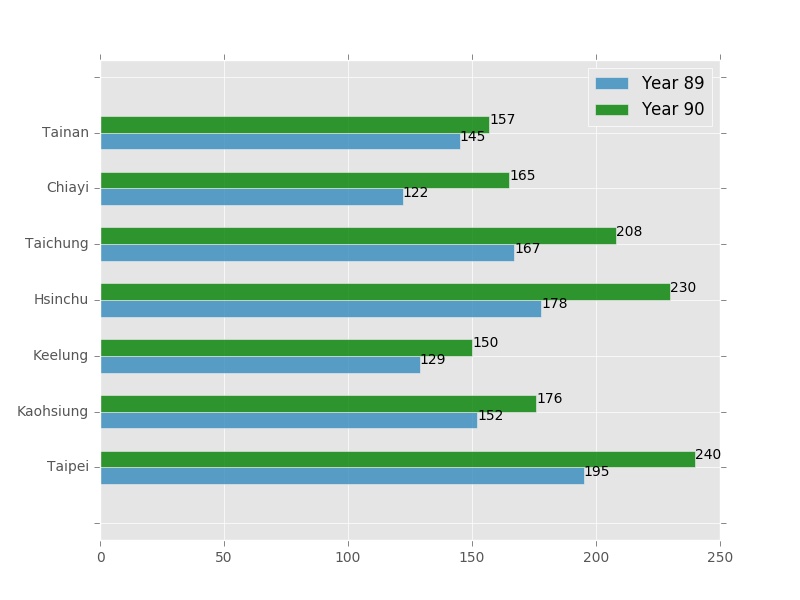 Year 89
Year 90
Tainan
157
145
Chiayi
165
122
Taichung
208
167
Hsinchu
230
178
Keelung
150
129
Kaohsiung
176
152
Taipei
240
195
0 50 100 150 200 250